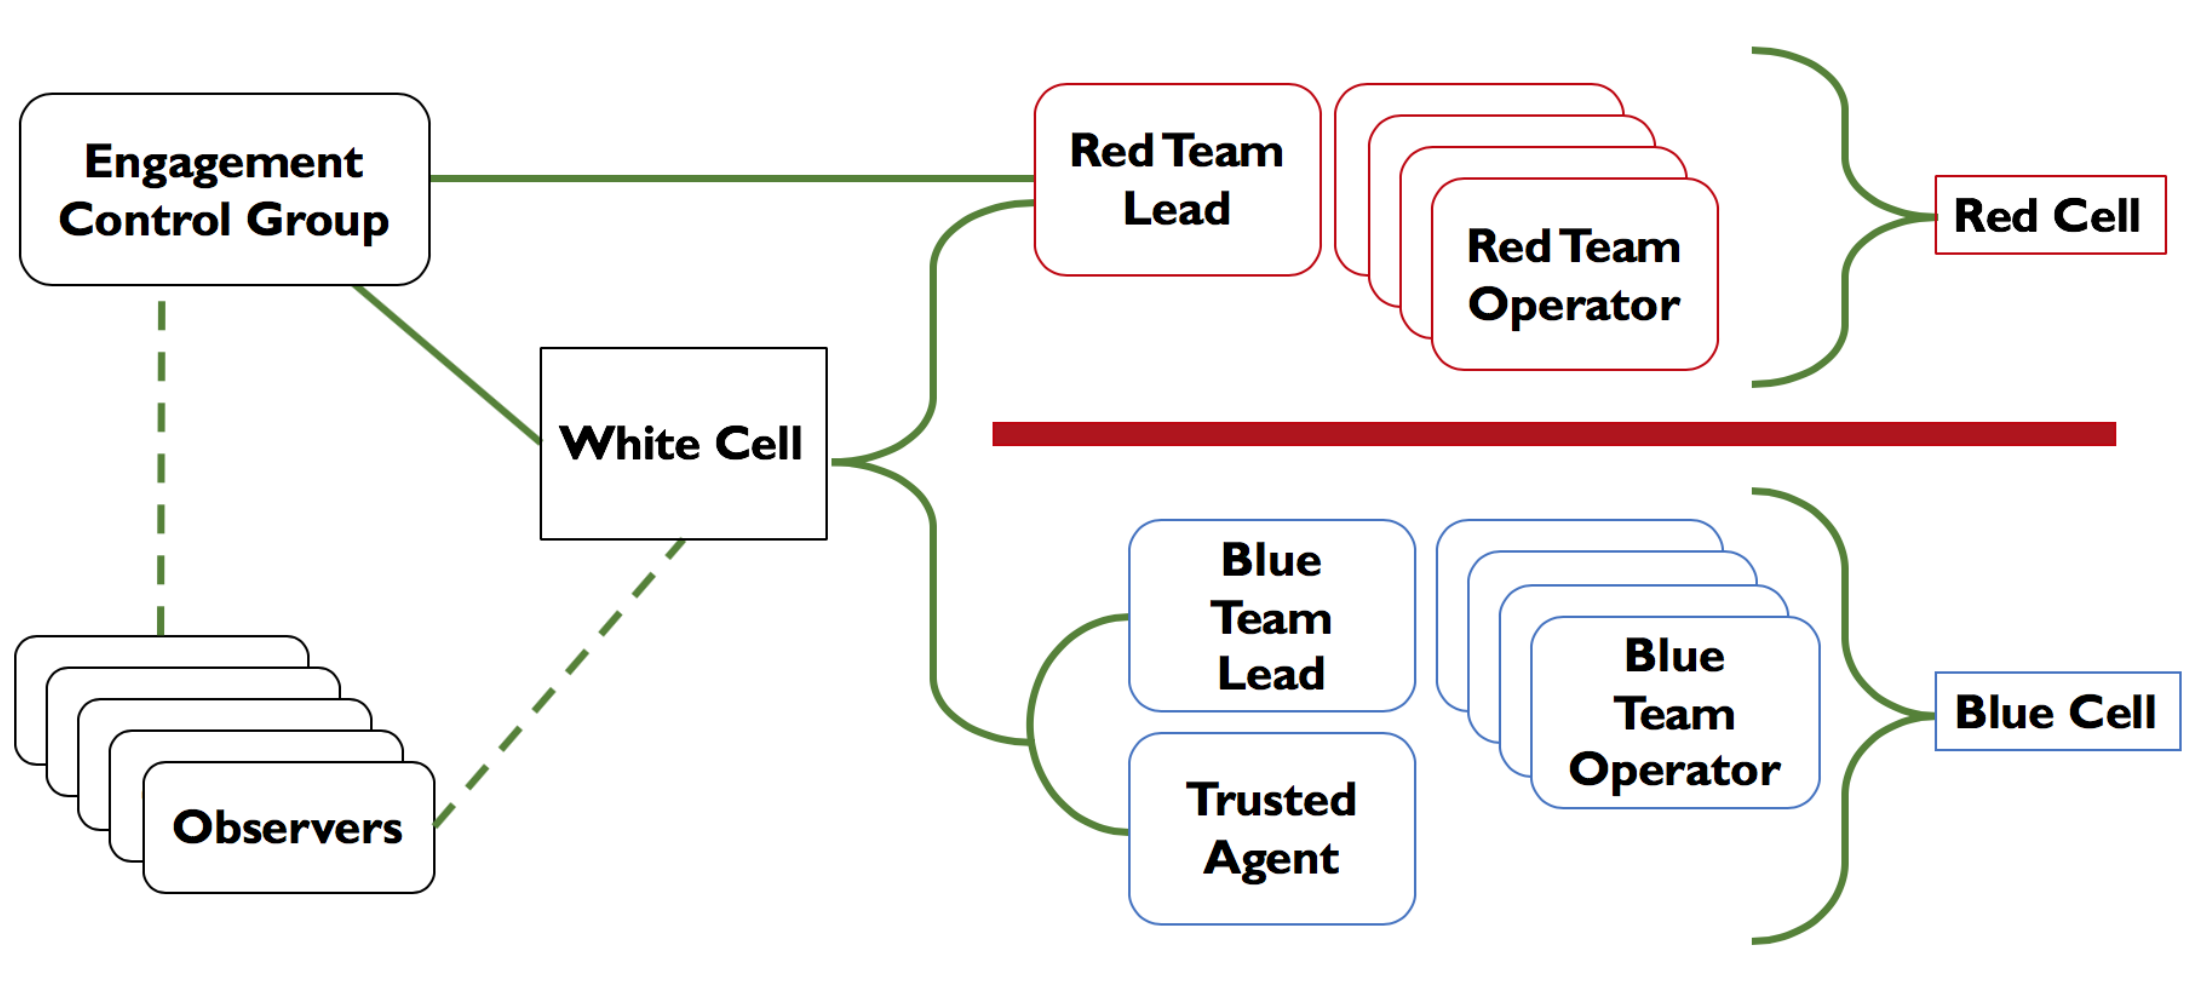 Engagement
Control Group
Red Team
Lead
Red Team
Operator
Red Cell
White Cell
Blue
Team
Lead
Blue
Team
Operator
Blue Cell
Trusted
Agent
Observers